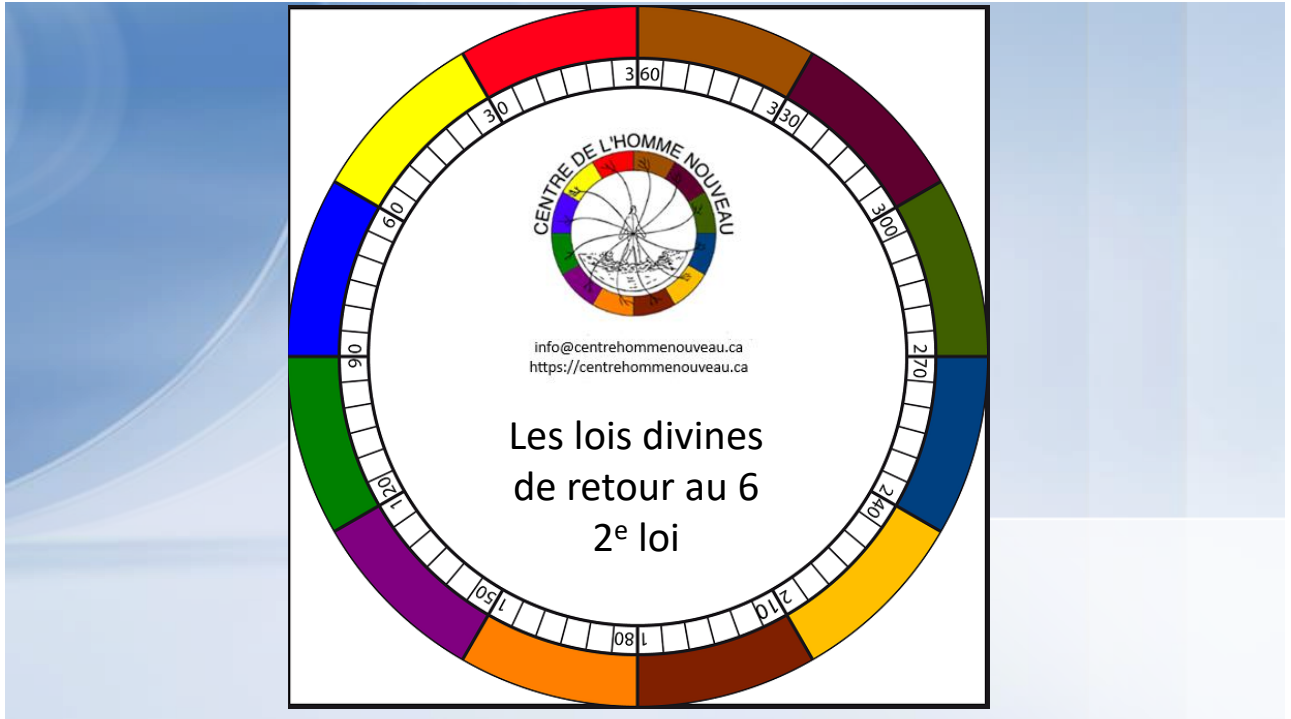 360
330
300
270
240
210
180
150
120
90
60
30
CENTRE DE L'HOMME NOUVEAU
info@centrehommenouveau.ca
https://centrehommenouveau.ca
Les lois divines
de retour au 6
2e loi